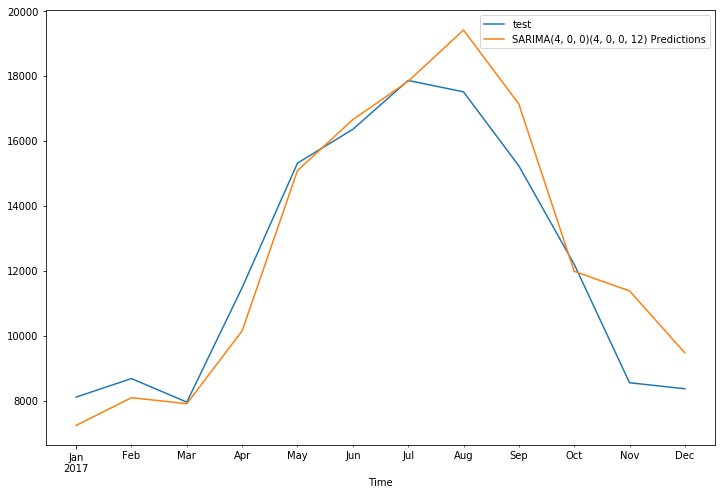 20000
18000
16000
14000
12000
10000
8000
test
SARIMA(4, 0, 0)(4, 0, 0, 12) Predictions
Jan Feb Mar Apr May Jun Jul Aug Sep Oct Nov Dec
2017
Time